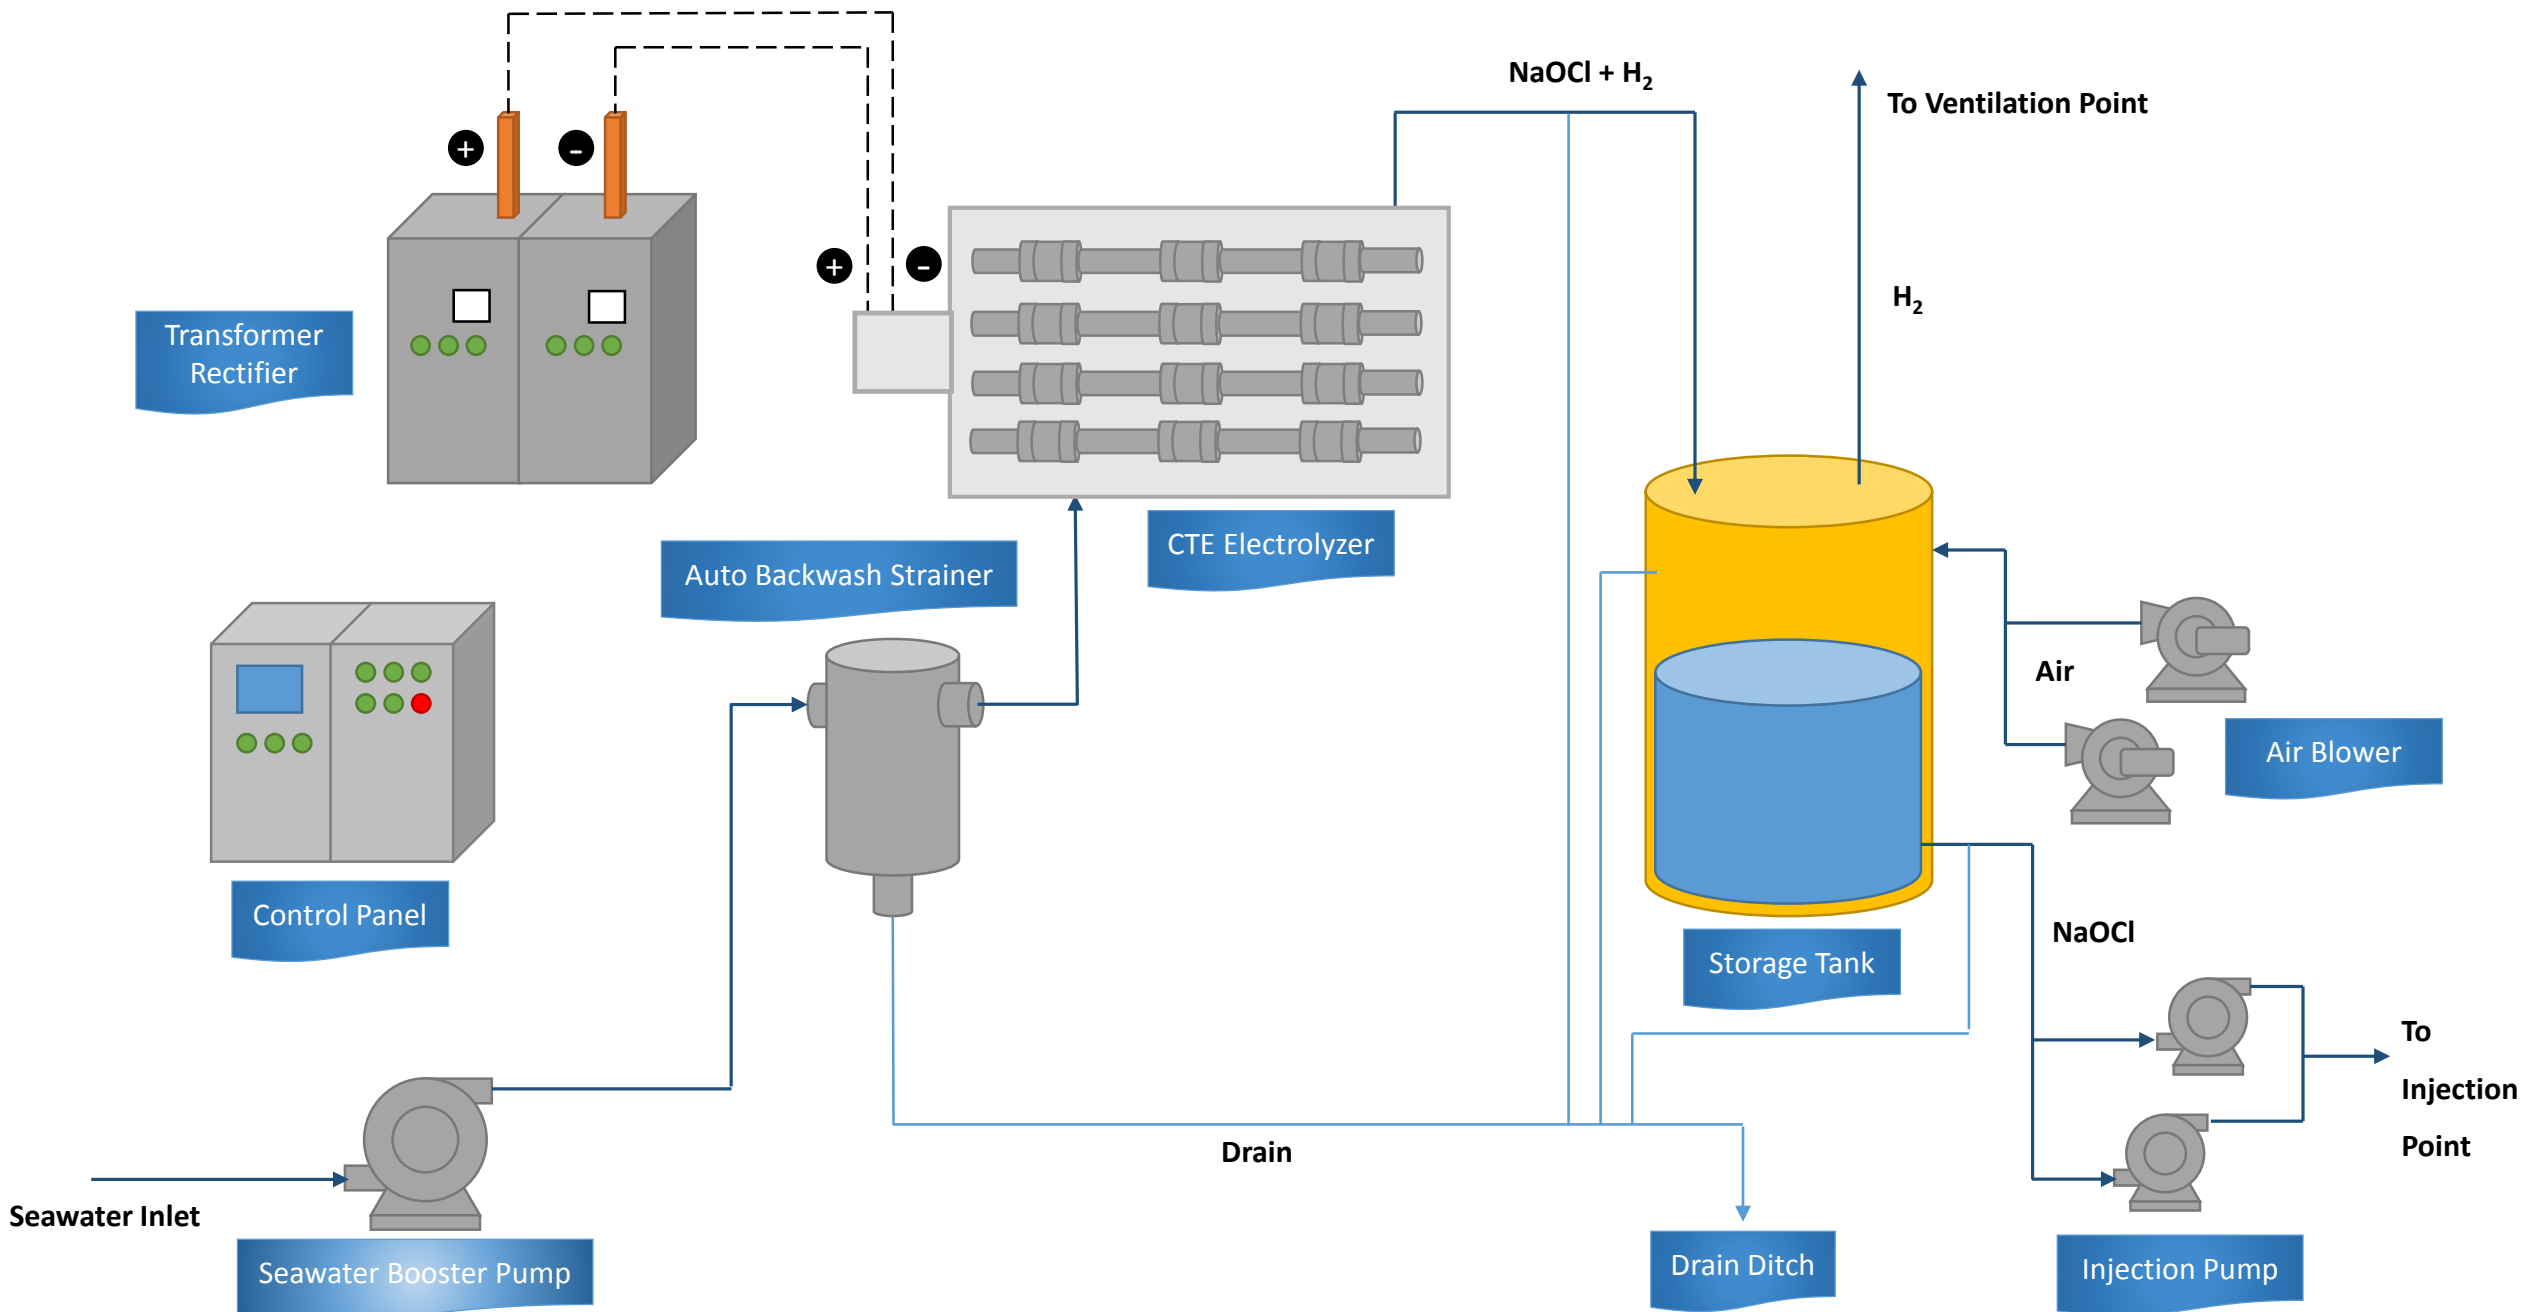 NaOCl + H₂
To Ventilation Point
+
-
+
-
H₂
Transformer
Rectifier
CTE Electrolyzer
Auto Backwash Strainer
Air
Air Blower
Control Panel
NaOCl
Storage Tank
To
Injection
Point
Drain
Seawater Inlet
Seawater Booster Pump
Drain Ditch
Injection Pump